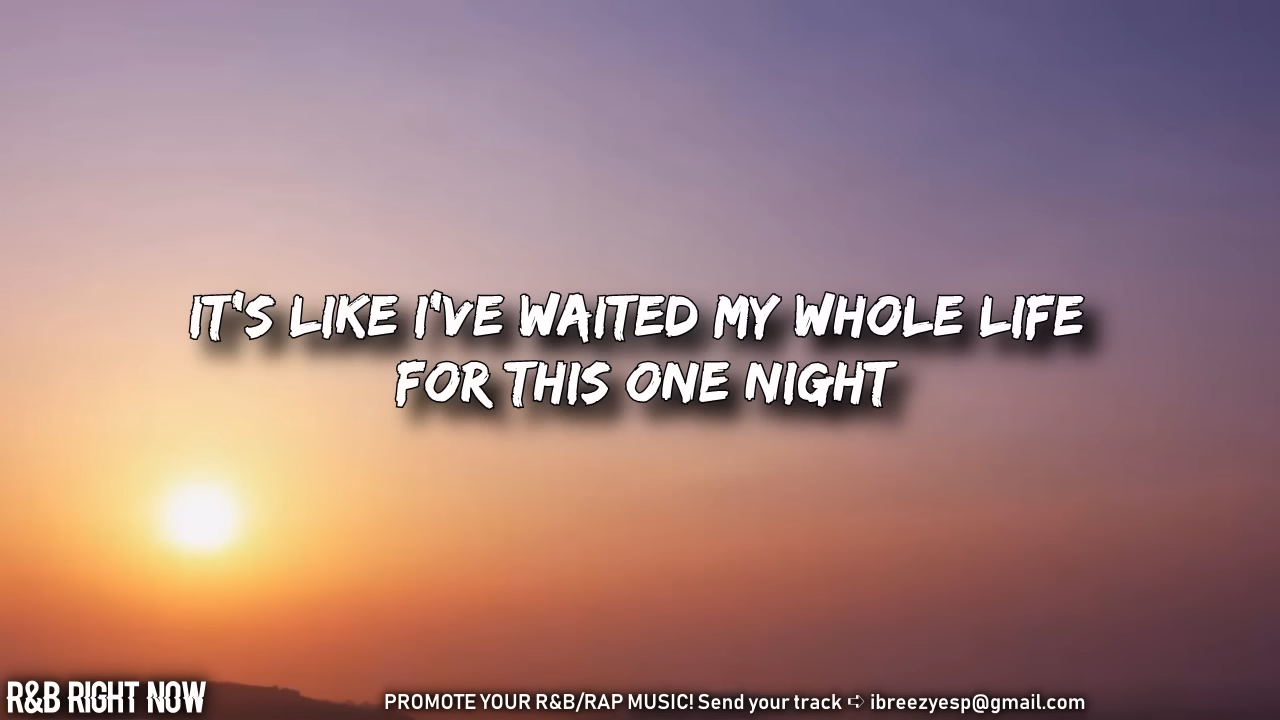 IT'S LIKE I'VE WAITED MY WHOLE LIFE
FOR THIS ONE NIGHT
R&B RIGHT NOW
PROMOTE YOUR R&B/RAP MUSIC! Send your track ➪ ibreezyesp@gmail.com